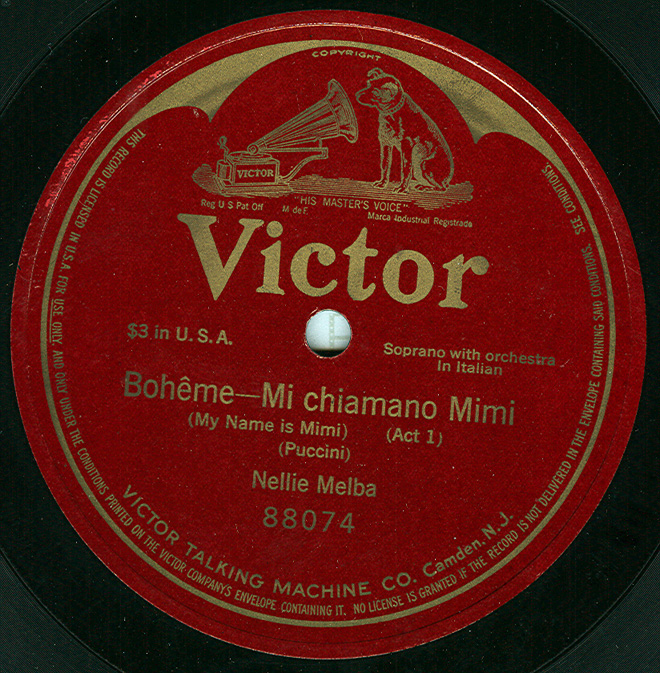 COPYRIGHT
VICTOR
"HIS MASTER'S VOICE"
Reg U S Pat Off M de F. Marca Industrial Registrada
Victor
$3 in U.S.A.
Soprano with orchestra
In Italian
Bohême—Mi chiamano Mimi
(My Name is Mimi) (Act 1)
(Puccini)
Nellie Melba
88074
VICTOR TALKING MACHINE CO. Camden, N.J.
THIS RECORD IS LICENSED IN U.S.A. FOR USE ONLY, AND ONLY UNDER THE CONDITIONS PRINTED ON THE VICTOR COMPANY'S ENVELOPE CONTAINING IT. NO LICENSE IS GRANTED IF THE RECORD IS NOT DELIVERED IN THE ENVELOPE CONTAINING SAID CONDITIONS. SEE CONDITIONS.